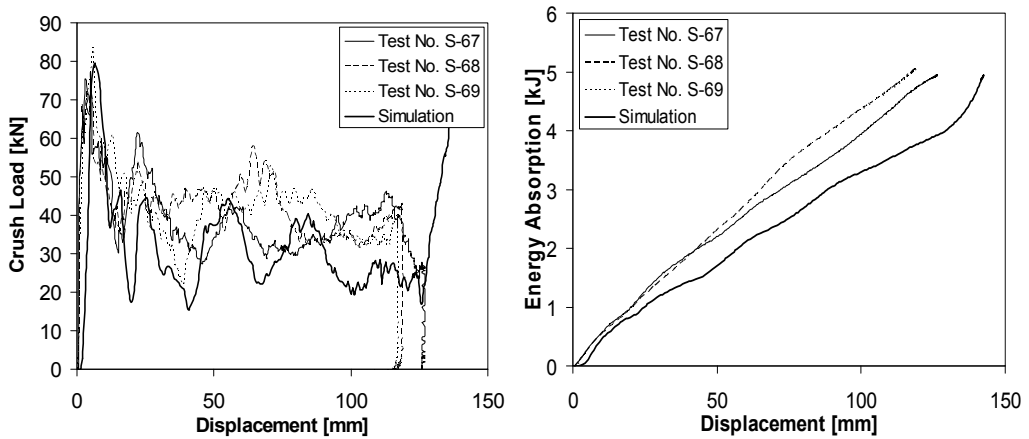 90
80
70
60
50
40
30
20
10
0
Crush Load [kN]
Test No. S-67
Test No. S-68
Test No. S-69
Simulation
0 50 100 150
Displacement [mm]
6
5
4
3
2
1
0
Energy Absorption [kJ]
Test No. S-67
Test No. S-68
Test No. S-69
Simulation
0 50 100 150
Displacement [mm]